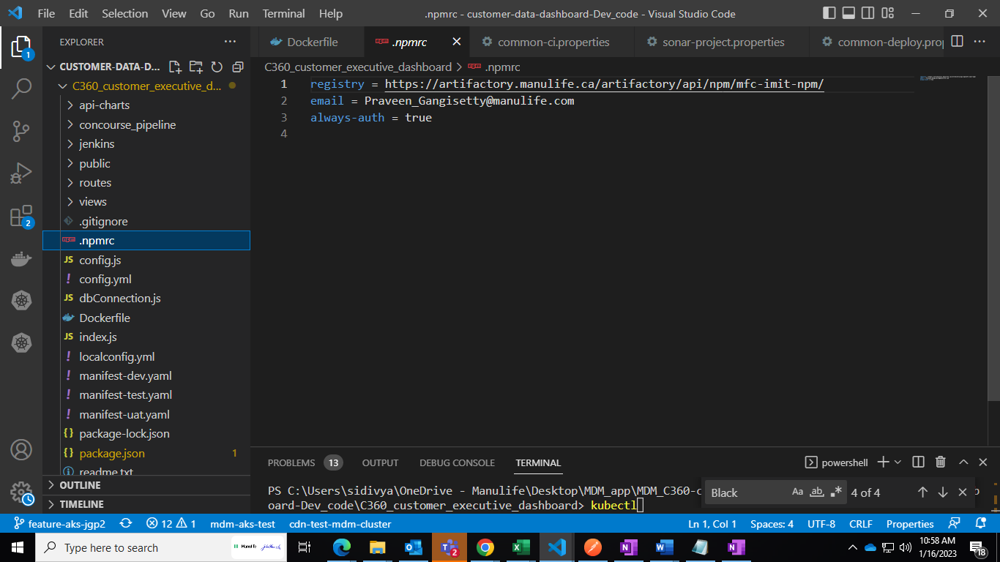 File Edit Selection View Go Run Terminal Help
.npmrc - customer-data-dashboard-Dev_code - Visual Studio Code
EXPLORER
CUSTOMER-DATA-D...
C360_customer_executive_d...
api-charts
concourse_pipeline
jenkins
public
routes
views
.gitignore
.npmrc
config.js
config.yml
dbConnection.js
Dockerfile
index.js
localconfig.yml
manifest-dev.yaml
manifest-test.yaml
manifest-uat.yaml
package-lock.json
package.json 1
readme.txt
OUTLINE
TIMELINE
1
2
Dockerfile .npmrc common-ci.properties sonar-project.properties common-deploy.prop
C360_customer_executive_dashboard > .npmrc
1 registry = https://artifactory.manulife.ca/artifactory/api/npm/mfc-imit-npm/
2 email = Praveen_Gangisetty@manulife.com
3 always-auth = true
4
PROBLEMS 13 OUTPUT DEBUG CONSOLE TERMINAL
powershell
PS C:\Users\sidivya\OneDrive - Manulife\Desktop\MDM_app\MDM_C360-c
oard-Dev_code\C360_customer_executive_dashboard> kubectl
Black Aa ab 4 of 4
feature-aks-jgp2 12 1 mdm-aks-test cdn-test-mdm-cluster
Ln 1, Col 1 Spaces: 4 UTF-8 CRLF Properties
Type here to search
Manulife
2
10:58 AM
1/16/2023
18